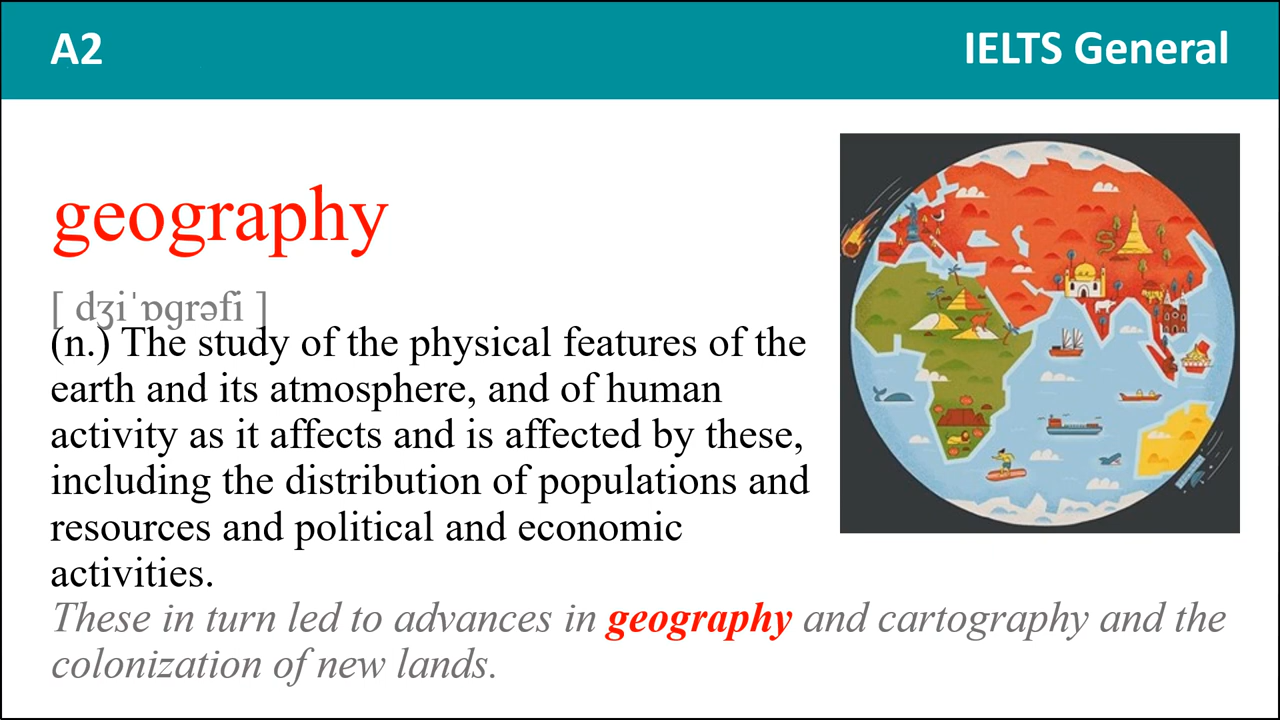 A2
IELTS General
geography
[ dʒiˈɒɡrəfi ]
(n.) The study of the physical features of the
earth and its atmosphere, and of human
activity as it affects and is affected by these,
including the distribution of populations and
resources and political and economic
activities.
These in turn led to advances in geography and cartography and the
colonization of new lands.